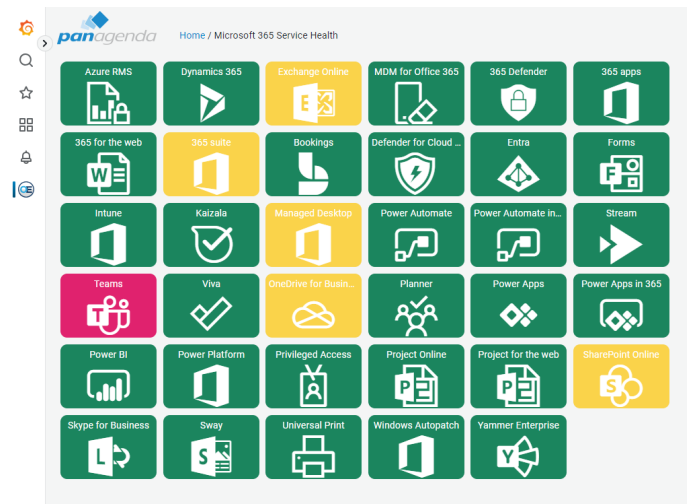 panagenda
Home / Microsoft 365 Service Health
Azure RMS
Dynamics 365
Exchange Online
MDM for Office 365
365 Defender
365 apps
E
365 for the web
365 suite
Bookings
Defender for Cloud ...
Entra
Forms
W
F
Intune
Kaizala
Managed Desktop
Power Automate
Power Automate in...
Stream
Teams
Viva
OneDrive for Busin...
Planner
Power Apps
Power Apps in 365
T
Power BI
Power Platform
Privileged Access
Project Online
Project for the web
SharePoint Online
P
P
S
Skype for Business
Sway
Universal Print
Windows Autopatch
Yammer Enterprise
L
S
Y